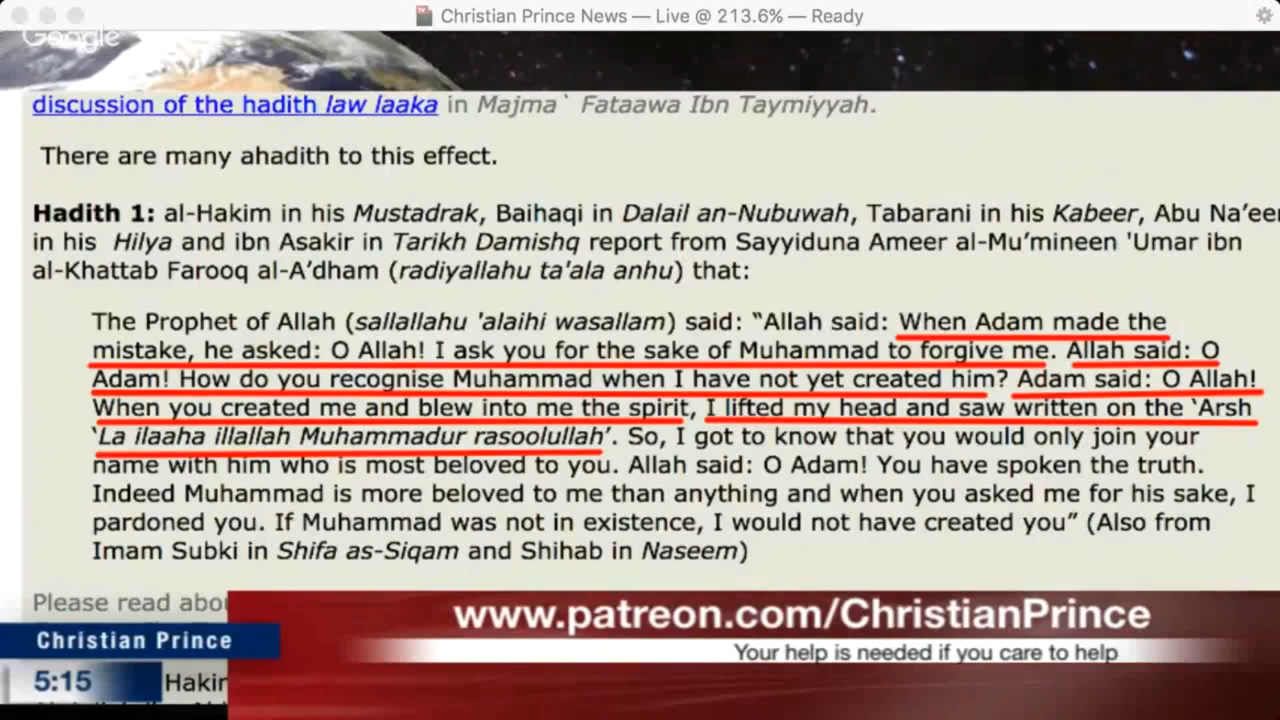 Christian Prince News — Live @ 213.6% — Ready
Google
discussion of the hadith law laaka in Majma` Fataawa Ibn Taymiyyah.
There are many ahadith to this effect.
Hadith 1: al-Hakim in his Mustadrak, Baihaqi in Dalail an-Nubuwah, Tabarani in his Kabeer, Abu Na’ee
in his Hilya and ibn Asakir in Tarikh Damishq report from Sayyiduna Ameer al-Mu’mineen 'Umar ibn
al-Khattab Farooq al-A’dham (radiyallahu ta'ala anhu) that:
The Prophet of Allah (sallallahu 'alaihi wasallam) said: “Allah said: When Adam made the
mistake, he asked: O Allah! I ask you for the sake of Muhammad to forgive me. Allah said: O
Adam! How do you recognise Muhammad when I have not yet created him? Adam said: O Allah!
When you created me and blew into me the spirit, I lifted my head and saw written on the ‘Arsh
‘La ilaaha illallah Muhammadur rasoolullah’. So, I got to know that you would only join your
name with him who is most beloved to you. Allah said: O Adam! You have spoken the truth.
Indeed Muhammad is more beloved to me than anything and when you asked me for his sake, I
pardoned you. If Muhammad was not in existence, I would not have created you” (Also from
Imam Subki in Shifa as-Siqam and Shihab in Naseem)
Please read abou
www.patreon.com/ChristianPrince
Christian Prince
Your help is needed if you care to help
5:15
Hakin